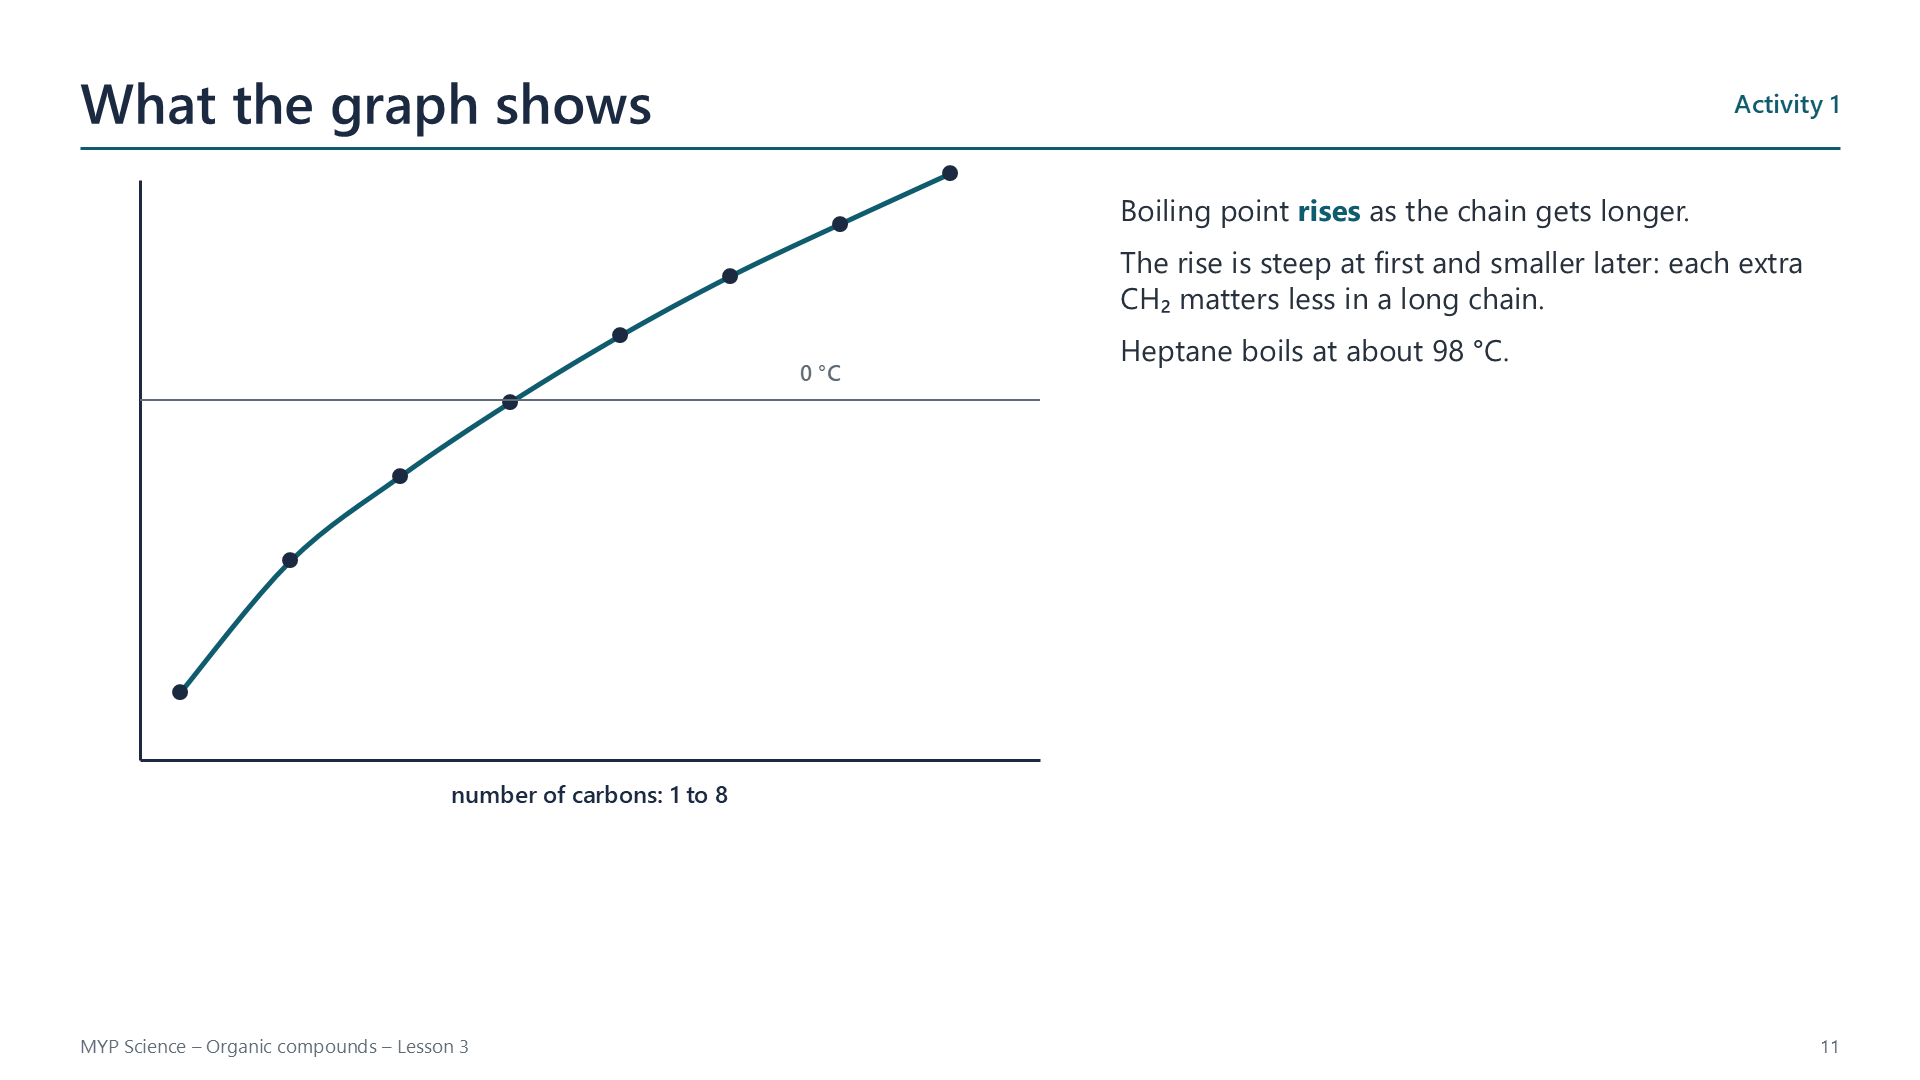 What the graph shows
Activity 1
0 °C
number of carbons: 1 to 8
Boiling point rises as the chain gets longer.
The rise is steep at first and smaller later: each extra
CH₂ matters less in a long chain.
Heptane boils at about 98 °C.
MYP Science – Organic compounds – Lesson 3
11